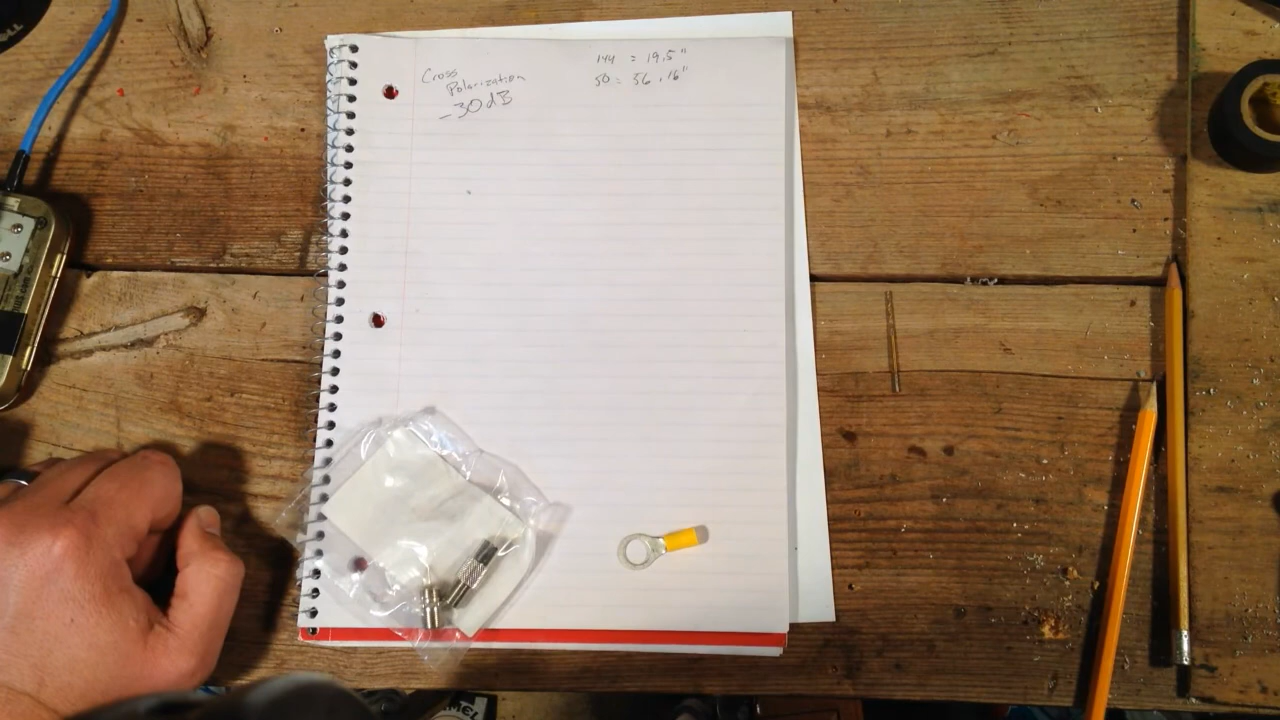 Cross
Polarization
-30dB
144 = 19.5"
50 = 56.16"